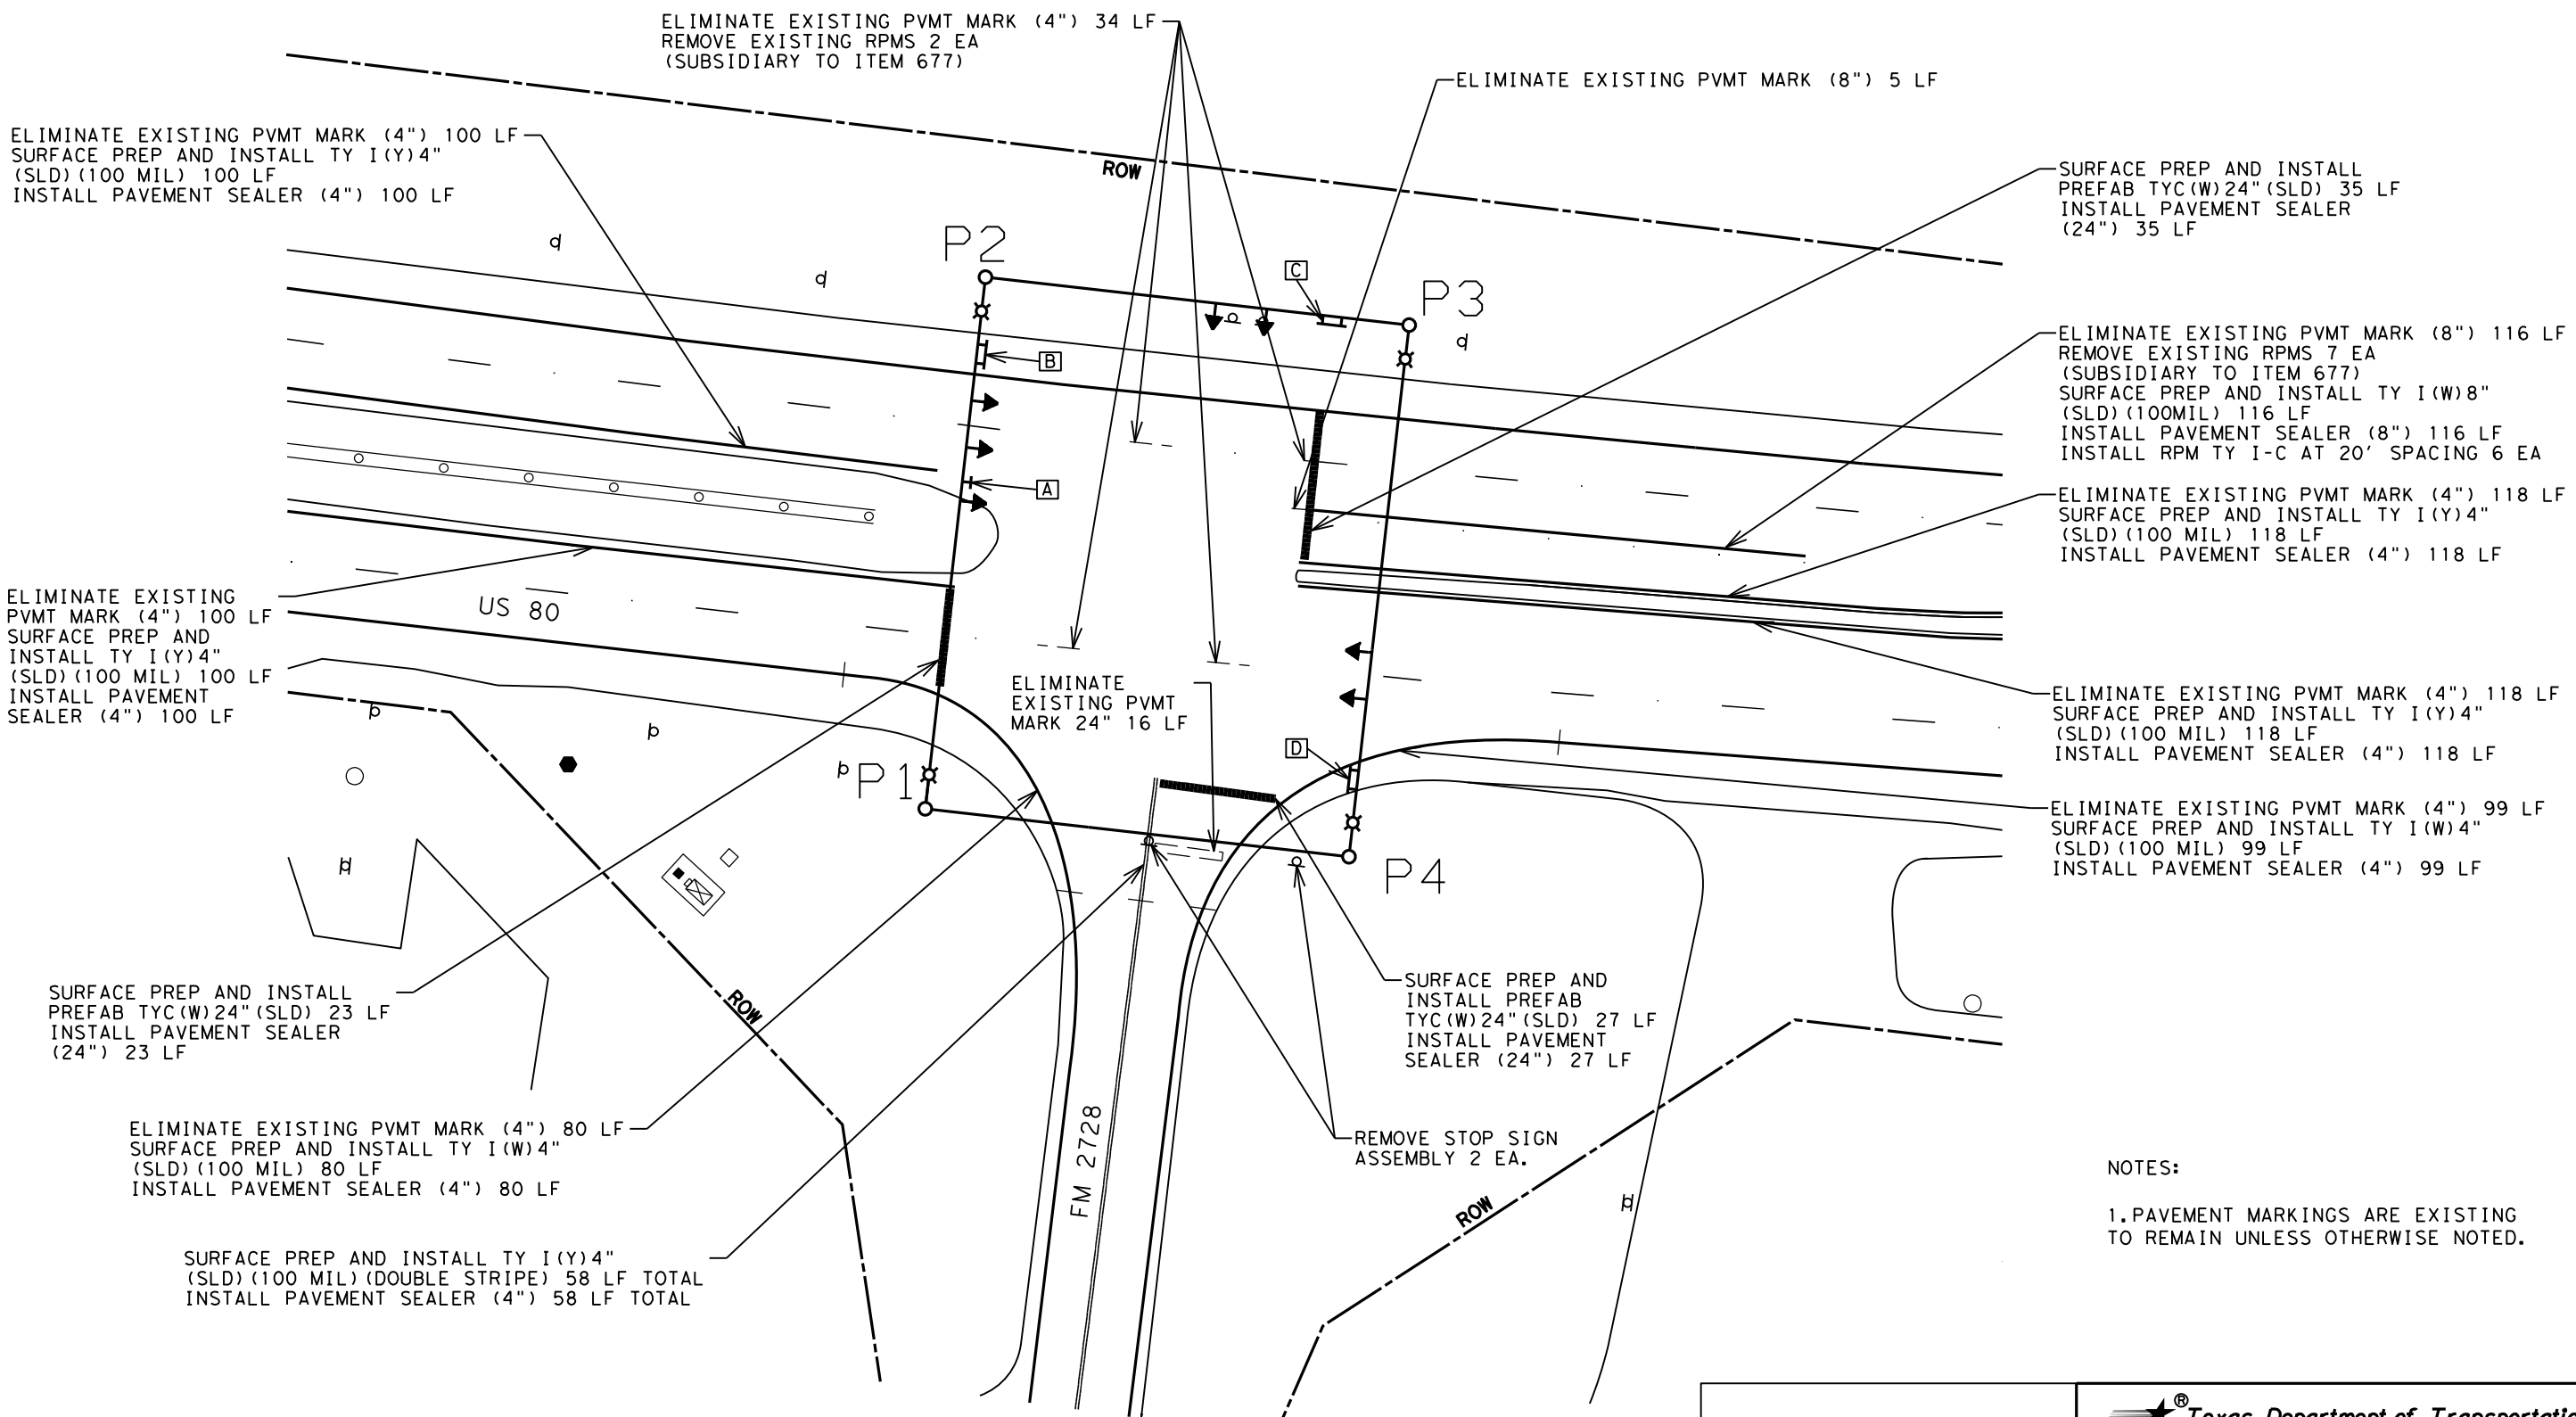 ELIMINATE EXISTING PVMT MARK (4") 34 LF
REMOVE EXISTING RPMS 2 EA
(SUBSIDIARY TO ITEM 677)
ELIMINATE EXISTING PVMT MARK (8") 5 LF
ELIMINATE EXISTING PVMT MARK (4") 100 LF
SURFACE PREP AND INSTALL TY I(Y)4"
(SLD)(100 MIL) 100 LF
INSTALL PAVEMENT SEALER (4") 100 LF
ROW
SURFACE PREP AND INSTALL
PREFAB TYC(W)24"(SLD) 35 LF
INSTALL PAVEMENT SEALER
(24") 35 LF
P2
C
P3
B
A
ELIMINATE EXISTING PVMT MARK (8") 116 LF
REMOVE EXISTING RPMS 7 EA
(SUBSIDIARY TO ITEM 677)
SURFACE PREP AND INSTALL TY I(W)8"
(SLD)(100MIL) 116 LF
INSTALL PAVEMENT SEALER (8") 116 LF
INSTALL RPM TY I-C AT 20' SPACING 6 EA
ELIMINATE EXISTING PVMT MARK (4") 118 LF
SURFACE PREP AND INSTALL TY I(Y)4"
(SLD)(100 MIL) 118 LF
INSTALL PAVEMENT SEALER (4") 118 LF
ELIMINATE EXISTING
PVMT MARK (4") 100 LF
SURFACE PREP AND
INSTALL TY I(Y)4"
(SLD)(100 MIL) 100 LF
INSTALL PAVEMENT
SEALER (4") 100 LF
US 80
ELIMINATE
EXISTING PVMT
MARK 24" 16 LF
D
P1
P4
ELIMINATE EXISTING PVMT MARK (4") 118 LF
SURFACE PREP AND INSTALL TY I(Y)4"
(SLD)(100 MIL) 118 LF
INSTALL PAVEMENT SEALER (4") 118 LF
ELIMINATE EXISTING PVMT MARK (4") 99 LF
SURFACE PREP AND INSTALL TY I(W)4"
(SLD)(100 MIL) 99 LF
INSTALL PAVEMENT SEALER (4") 99 LF
SURFACE PREP AND INSTALL
PREFAB TYC(W)24"(SLD) 23 LF
INSTALL PAVEMENT SEALER
(24") 23 LF
ROW
SURFACE PREP AND
INSTALL PREFAB
TYC(W)24"(SLD) 27 LF
INSTALL PAVEMENT
SEALER (24") 27 LF
ELIMINATE EXISTING PVMT MARK (4") 80 LF
SURFACE PREP AND INSTALL TY I(W)4"
(SLD)(100 MIL) 80 LF
INSTALL PAVEMENT SEALER (4") 80 LF
FM 2728
REMOVE STOP SIGN
ASSEMBLY 2 EA.
ROW
SURFACE PREP AND INSTALL TY I(Y)4"
(SLD)(100 MIL)(DOUBLE STRIPE) 58 LF TOTAL
INSTALL PAVEMENT SEALER (4") 58 LF TOTAL
NOTES:
1.PAVEMENT MARKINGS ARE EXISTING
TO REMAIN UNLESS OTHERWISE NOTED.
® Texas Department of Transportatio